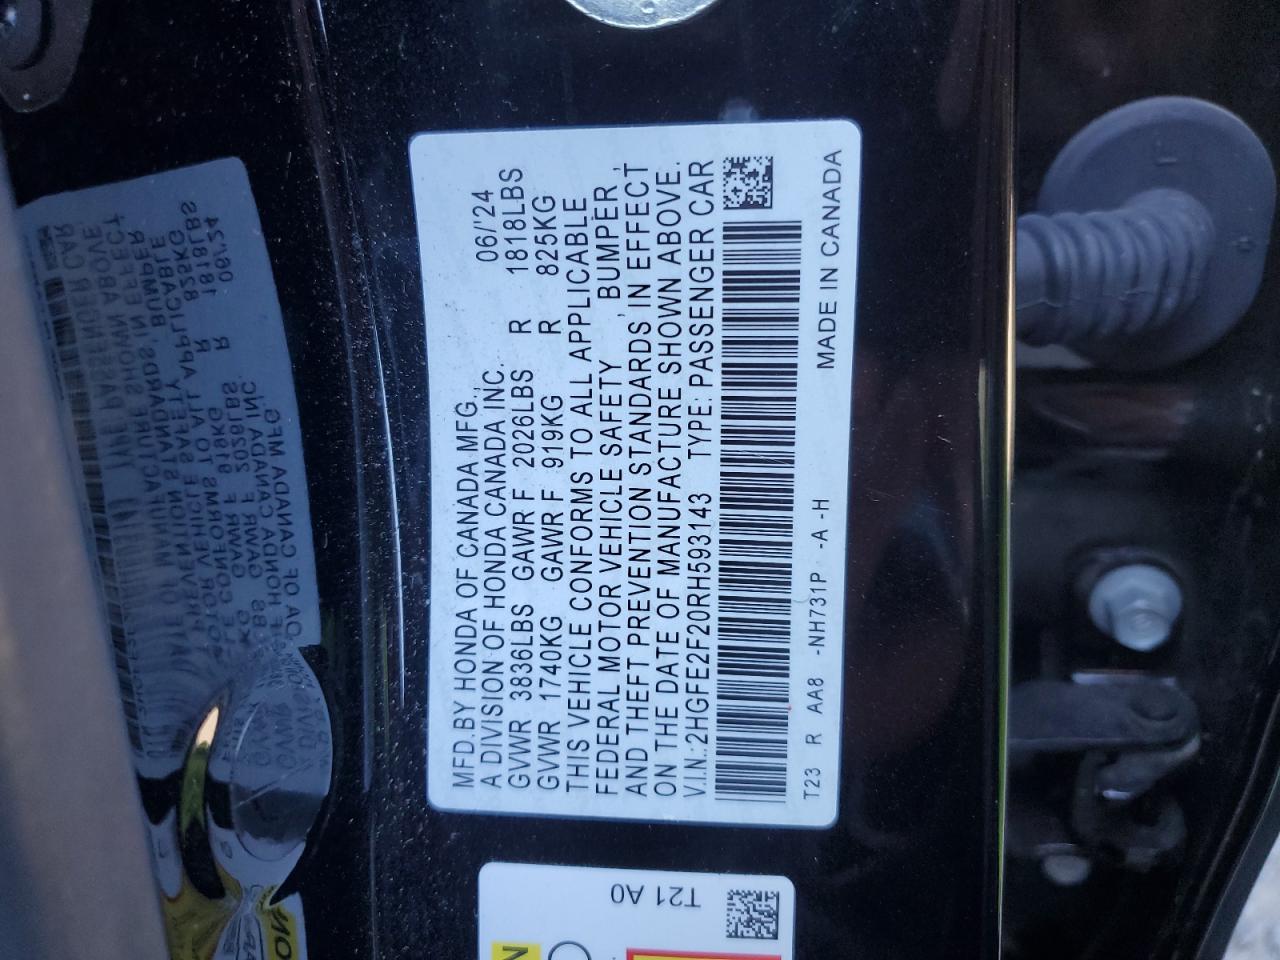 MFD.BY HONDA OF CANADA MFG., 06/'24
A DIVISION OF HONDA CANADA INC.
GVWR 3836LBS GAWR F 2026LBS R 1818LBS
GVWR 1740KG GAWR F 919KG R 825KG
THIS VEHICLE CONFORMS TO ALL APPLICABLE
FEDERAL MOTOR VEHICLE SAFETY , BUMPER ,
AND THEFT PREVENTION STANDARDS IN EFFECT
ON THE DATE OF MANUFACTURE SHOWN ABOVE.
V.I.N.:2HGFE2F20RH593143 TYPE: PASSENGER CAR
T23 R AA8 -NH731P -A -H MADE IN CANADA
T21 A0